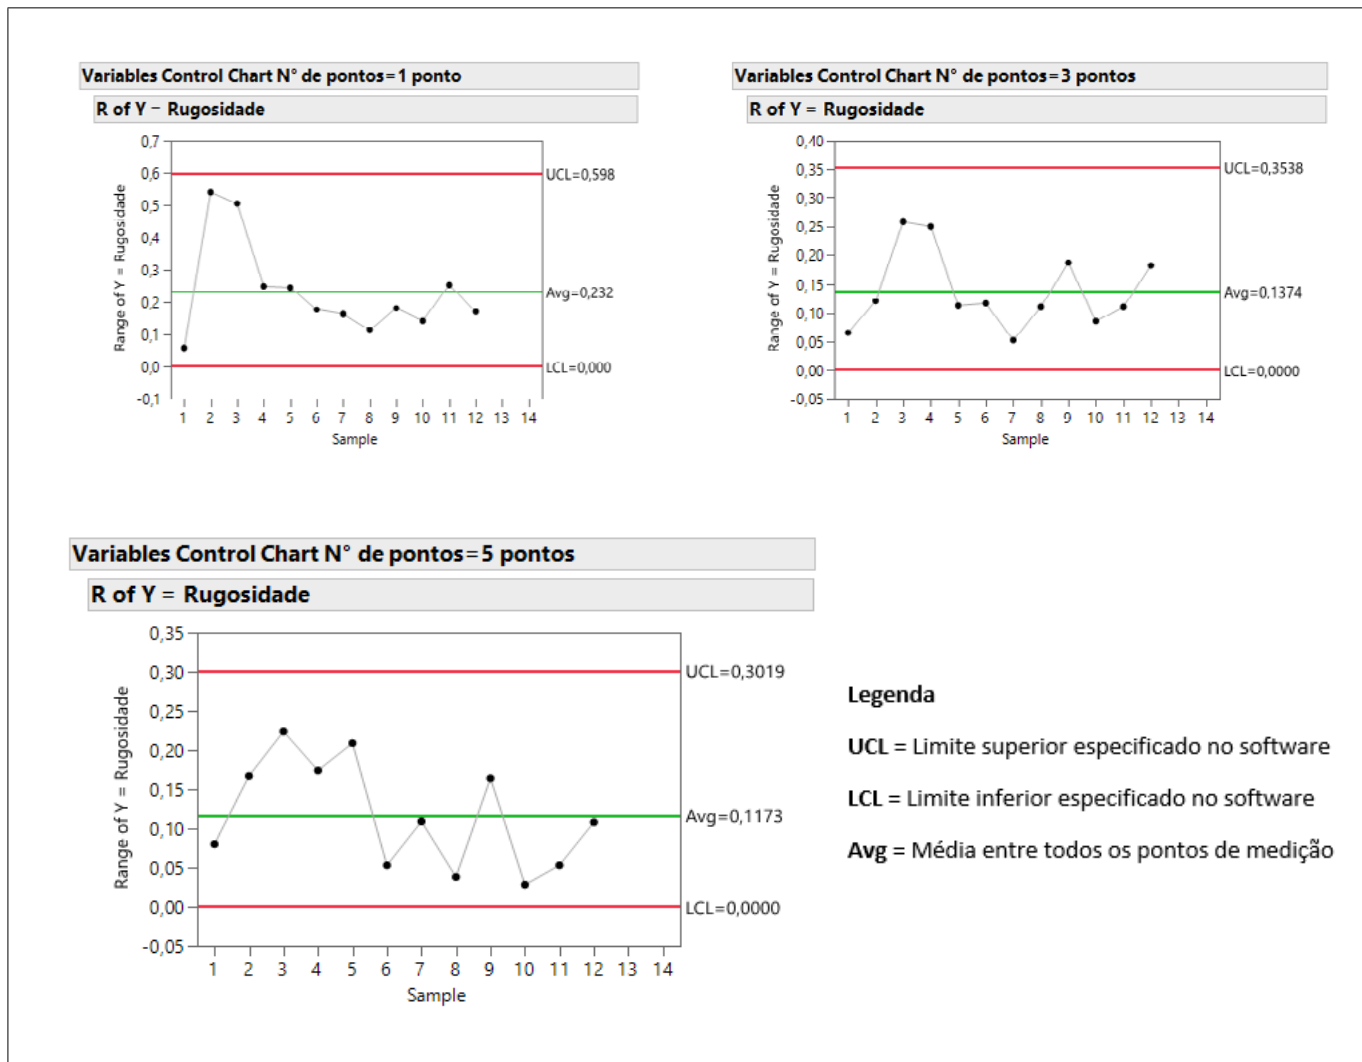 Variables Control Chart N° de pontos=1 ponto
R of Y − Rugosidade
Range of Y = Rugosidade
0,7
0,6
0,5
0,4
0,3
0,2
0,1
0,0
-0,1
UCL=0,598
Avg=0,232
LCL=0,000
1 2 3 4 5 6 7 8 9 10 11 12 13 14
Sample
Variables Control Chart N° de pontos=3 pontos
R of Y = Rugosidade
Range of Y = Rugosidade
0,40
0,35
0,30
0,25
0,20
0,15
0,10
0,05
0,00
-0,05
UCL=0,3538
Avg=0.1374
LCL=0,0000
1 2 3 4 5 6 7 8 9 10 11 12 13 14
Sample
Variables Control Chart N° de pontos=5 pontos
R of Y = Rugosidade
Range of Y = Rugosidade
0,35
0,30
0,25
0,20
0,15
0,10
0,05
0,00
-0,05
UCL=0,3019
Avg=0,1173
LCL=0,0000
1 2 3 4 5 6 7 8 9 10 11 12 13 14
Sample
Legenda
UCL = Limite superior especificado no software
LCL = Limite inferior especificado no software
Avg = Média entre todos os pontos de medição